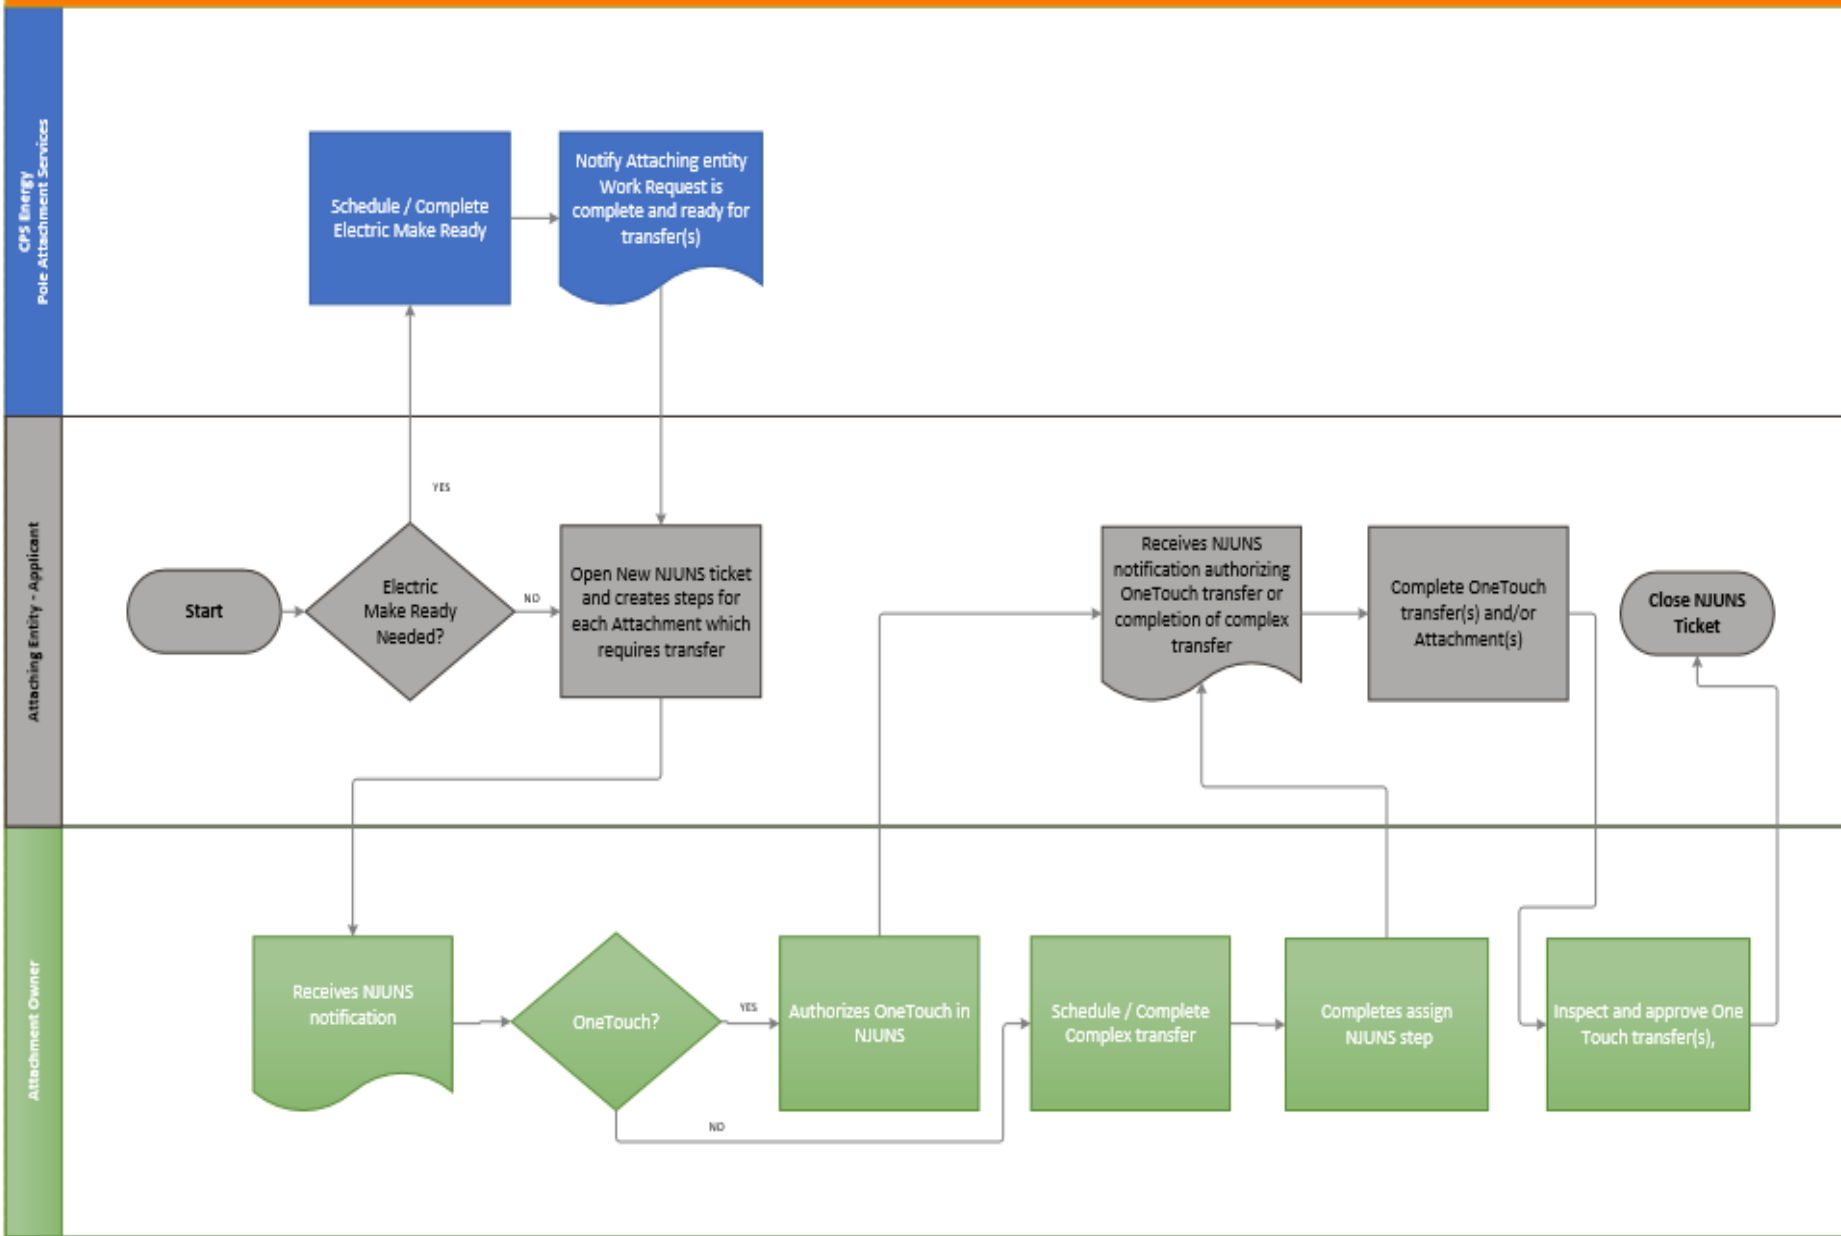 CPS Energy
Pole Attachment Services
Schedule / Complete
Electric Make Ready
Notify Attaching entity
Work Request is
complete and ready for
transfer(s)
Attaching Entity - Applicant
Start
Electric
Make Ready
Needed?
YES
NO
Open New NJUNS ticket
and creates steps for
each Attachment which
requires transfer
Receives NJUNS
notification authorizing
OneTouch transfer or
completion of complex
transfer
Complete OneTouch
transfer(s) and/or
Attachment(s)
Close NJUNS
Ticket
Attachment Owner
Receives NJUNS
notification
OneTouch?
YES
NO
Authorizes OneTouch in
NJUNS
Schedule / Complete
Complex transfer
Completes assign
NJUNS step
Inspect and approve One
Touch transfer(s),